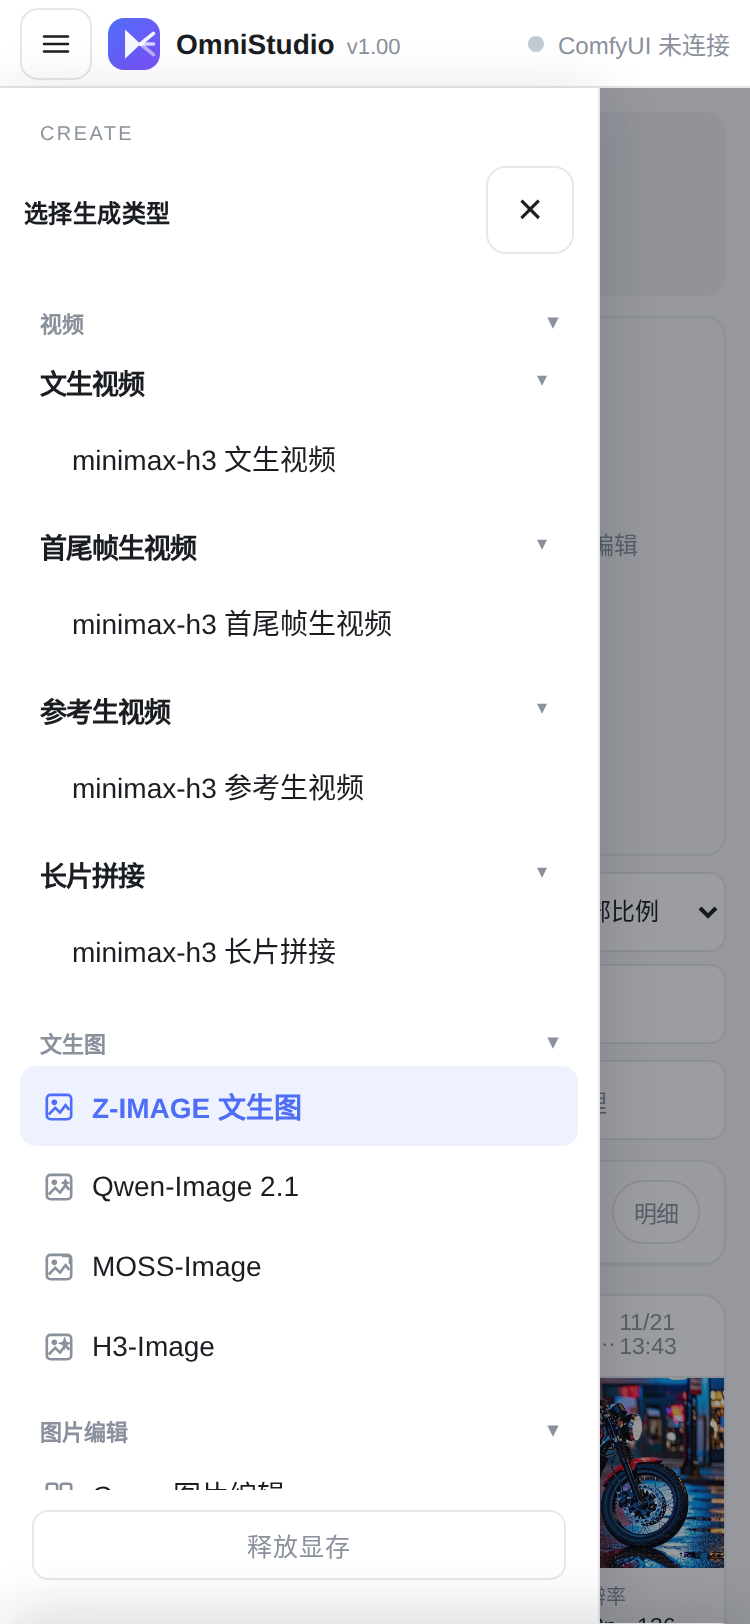 OmniStudio v1.00
ComfyUI 未连接
CREATE
选择生成类型
视频
文生视频
minimax-h3 文生视频
首尾帧生视频
编辑
minimax-h3 首尾帧生视频
参考生视频
minimax-h3 参考生视频
长片拼接
部比例
minimax-h3 长片拼接
文生图
Z-IMAGE 文生图
Qwen-Image 2.1
明细
MOSS-Image
11/21
13:43
H3-Image
图片编辑
图片编辑
释放显存